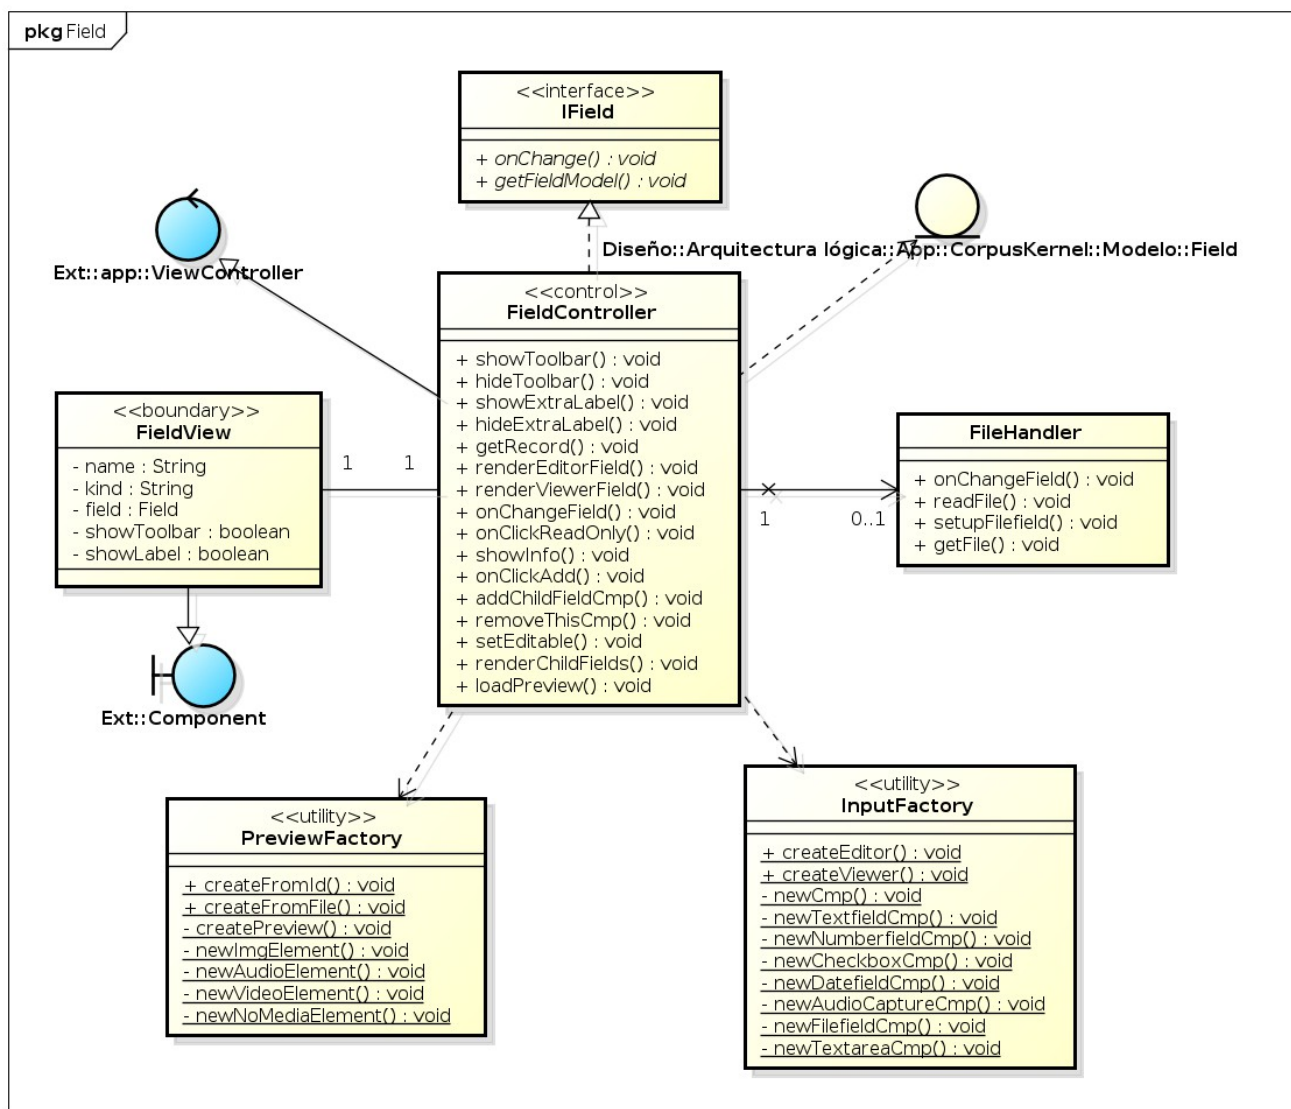 pkg Field
<<interface>>
IField
+ onChange() : void
+ getFieldModel() : void
Diseño::Arquitectura lógica::App::CorpusKernel::Modelo::Field
Ext::app::ViewController
<<control>>
FieldController
+ showToolbar() : void
+ hideToolbar() : void
+ showExtraLabel() : void
+ hideExtraLabel() : void
+ getRecord() : void
+ renderEditorField() : void
+ renderViewerField() : void
+ onChangeField() : void
+ onClickReadOnly() : void
+ showInfo() : void
+ onClickAdd() : void
+ addChildFieldCmp() : void
+ removeThisCmp() : void
+ setEditable() : void
+ renderChildFields() : void
+ loadPreview() : void
<<boundary>>
FieldView
- name : String
- kind : String
- field : Field
- showToolbar : boolean
- showLabel : boolean
1 1
FileHandler
+ onChangeField() : void
+ readFile() : void
+ setupFilefield() : void
+ getFile() : void
1 0..1
Ext::Component
<<utility>>
PreviewFactory
+ createFromId() : void
+ createFromFile() : void
- createPreview() : void
- newImgElement() : void
- newAudioElement() : void
- newVideoElement() : void
- newNoMediaElement() : void
<<utility>>
InputFactory
+ createEditor() : void
+ createViewer() : void
- newCmp() : void
- newTextfieldCmp() : void
- newNumberfieldCmp() : void
- newCheckboxCmp() : void
- newDatefieldCmp() : void
- newAudioCaptureCmp() : void
- newFilefieldCmp() : void
- newTextareaCmp() : void